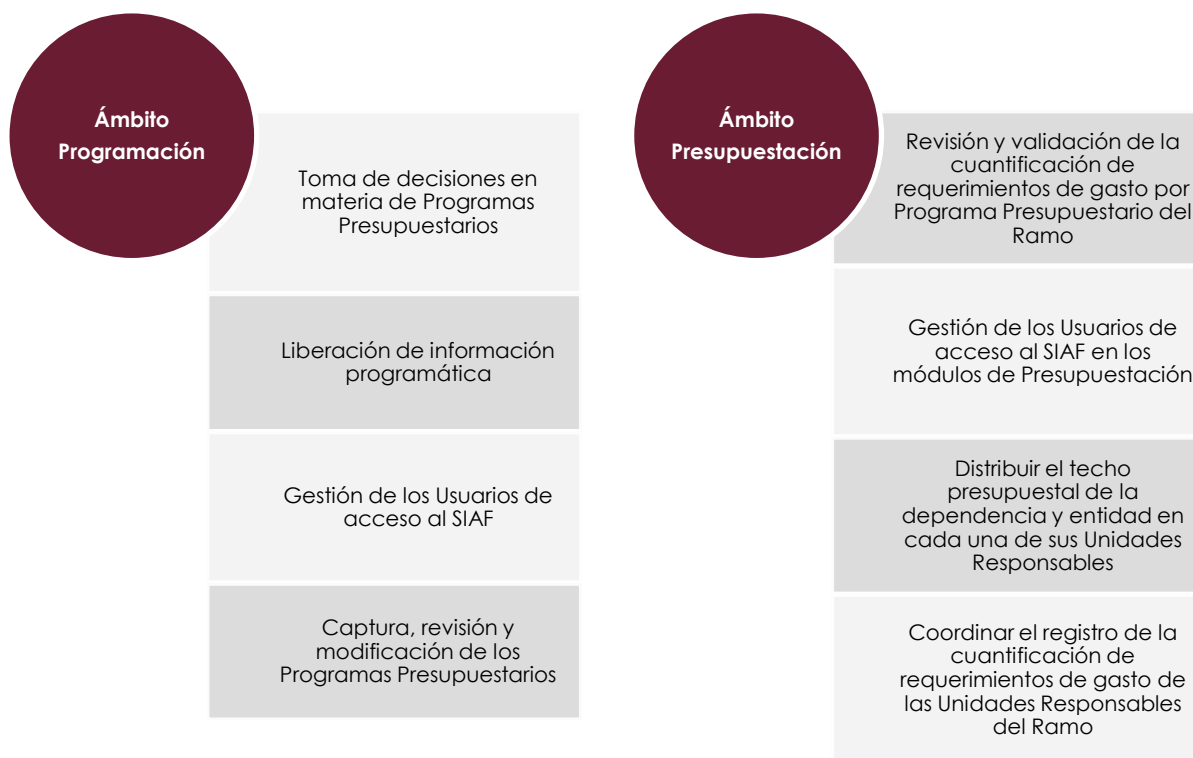 Ámbito
Programación
Toma de decisiones en
materia de Programas
Presupuestarios
Liberación de información
programática
Gestión de los Usuarios de
acceso al SIAF
Captura, revisión y
modificación de los
Programas Presupuestarios
Ámbito
Presupuestación
Revisión y validación de la
cuantificación de
requerimientos de gasto por
Programa Presupuestario del
Ramo
Gestión de los Usuarios de
acceso al SIAF en los
módulos de Presupuestación
Distribuir el techo
presupuestal de la
dependencia y entidad en
cada una de sus Unidades
Responsables
Coordinar el registro de la
cuantificación de
requerimientos de gasto de
las Unidades Responsables
del Ramo